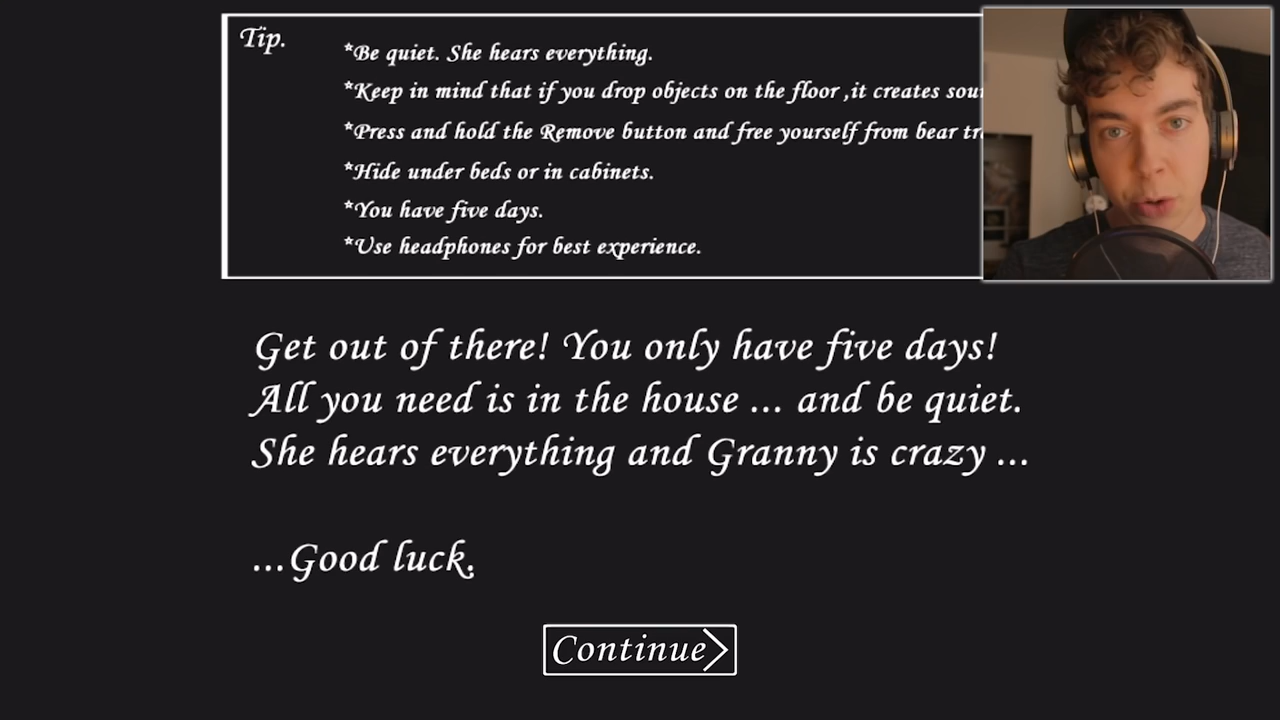 Tip.
*Be quiet. She hears everything.
*Keep in mind that if you drop objects on the floor ,it creates
*Press and hold the Remove button and free yourself from bear
*Hide under beds or in cabinets.
*You have five days.
*Use headphones for best experience.
Get out of there! You only have five days!
All you need is in the house ... and be quiet.
She hears everything and Granny is crazy ...
...Good luck.
Continue